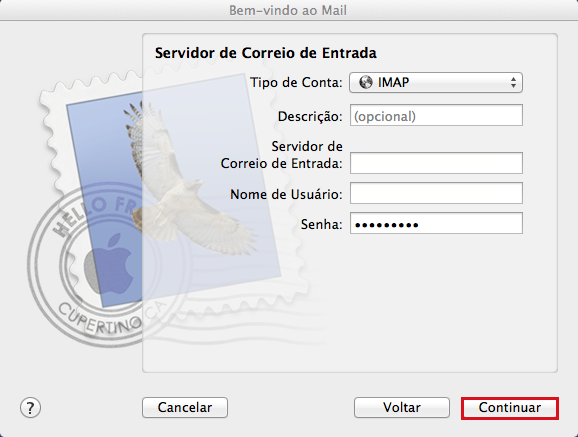 Bem-vindo ao Mail
Servidor de Correio de Entrada
Tipo de Conta: IMAP
Descrição: (opcional)
Servidor de
Correio de Entrada:
Nome de Usuário:
Senha: •••••••••
HELLO FR
CUPERTINO CA
? Cancelar Voltar Continuar